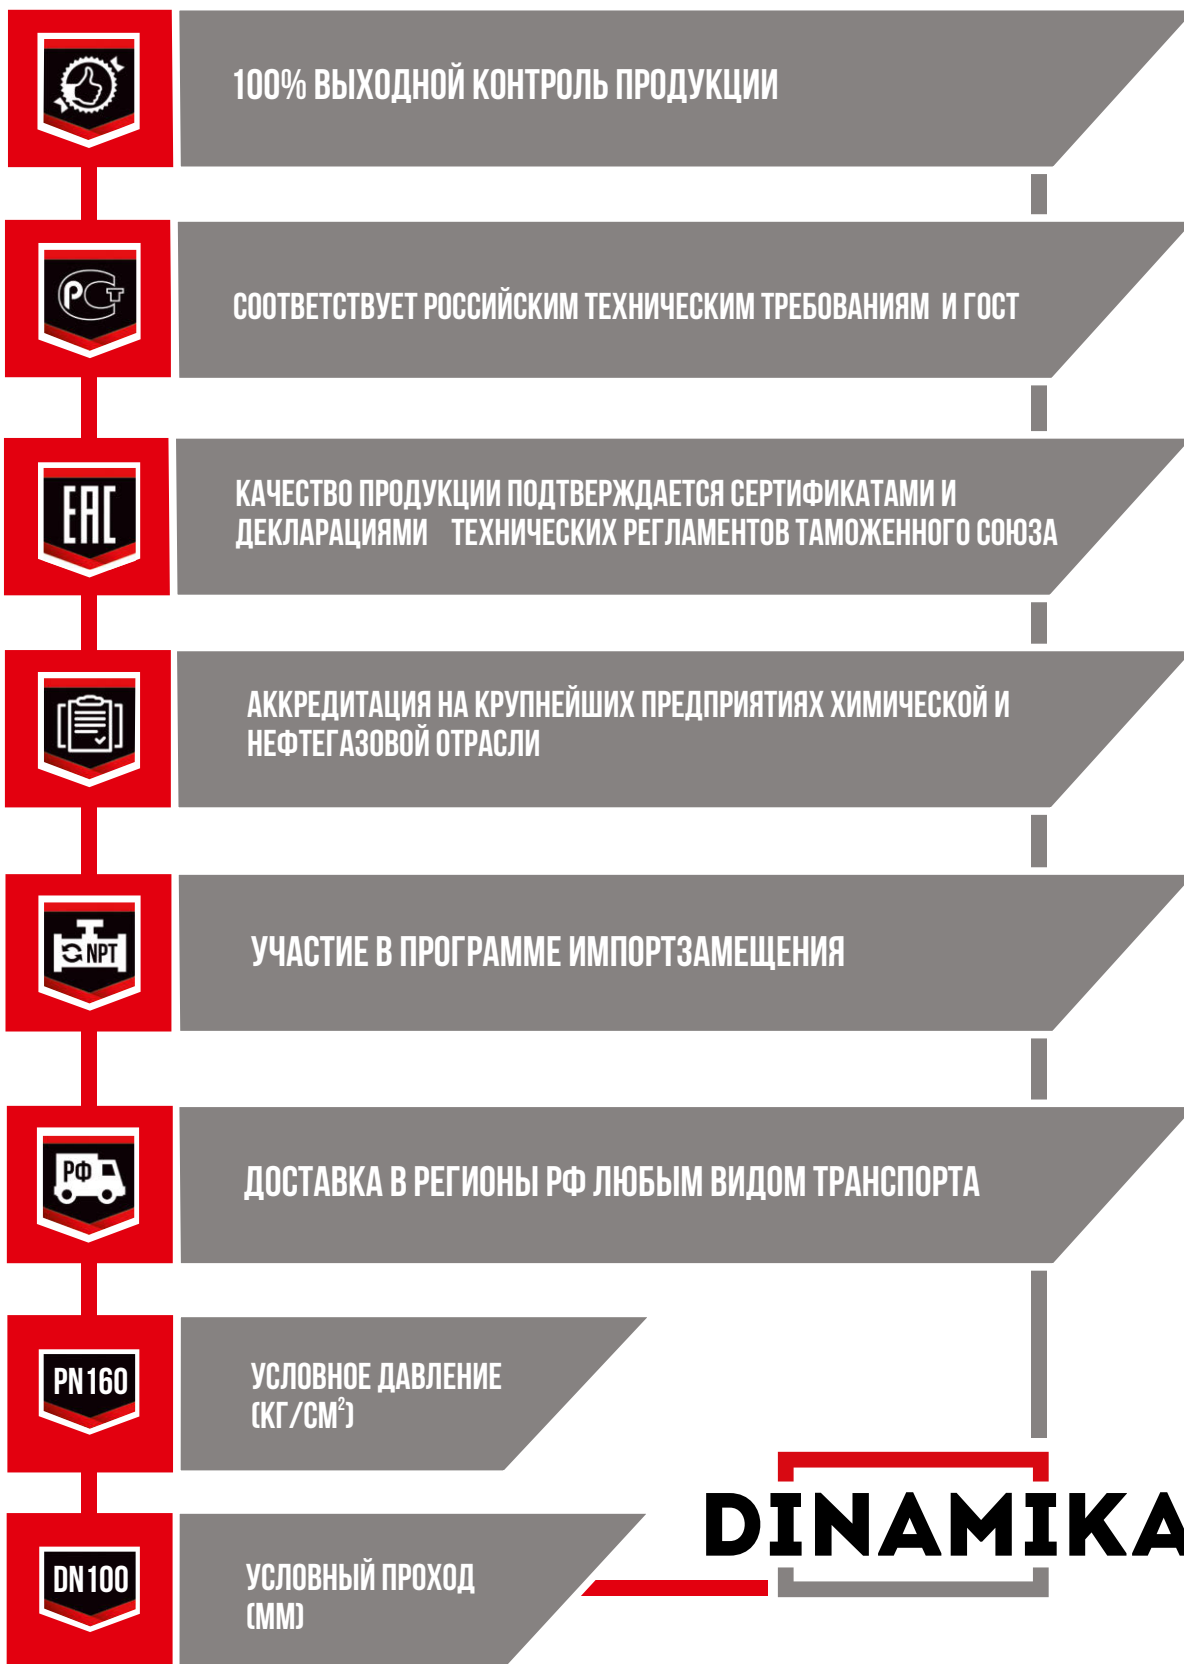 100% ВЫХОДНОЙ КОНТРОЛЬ ПРОДУКЦИИ
РСТ
СООТВЕТСТВУЕТ РОССИЙСКИМ ТЕХНИЧЕСКИМ ТРЕБОВАНИЯМ И ГОСТ
ЕАС
КАЧЕСТВО ПРОДУКЦИИ ПОДТВЕРЖДАЕТСЯ СЕРТИФИКАТАМИ И
ДЕКЛАРАЦИЯМИ ТЕХНИЧЕСКИХ РЕГЛАМЕНТОВ ТАМОЖЕННОГО СОЮЗА
АККРЕДИТАЦИЯ НА КРУПНЕЙШИХ ПРЕДПРИЯТИЯХ ХИМИЧЕСКОЙ И
НЕФТЕГАЗОВОЙ ОТРАСЛИ
NPT
УЧАСТИЕ В ПРОГРАММЕ ИМПОРТЗАМЕЩЕНИЯ
РФ
ДОСТАВКА В РЕГИОНЫ РФ ЛЮБЫМ ВИДОМ ТРАНСПОРТА
PN160
УСЛОВНОЕ ДАВЛЕНИЕ
(КГ/СМ²)
DN100
УСЛОВНЫЙ ПРОХОД
(ММ)
DINAMIKA